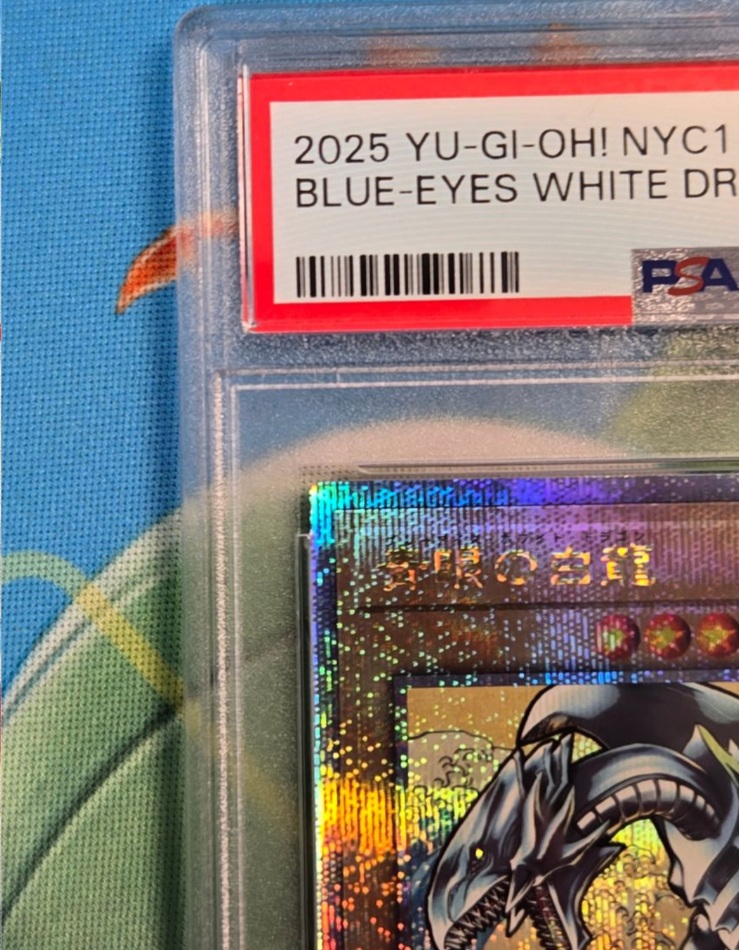 2025 YU-GI-OH! NYC1
BLUE-EYES WHITE DR
PSA
青眼の白龍